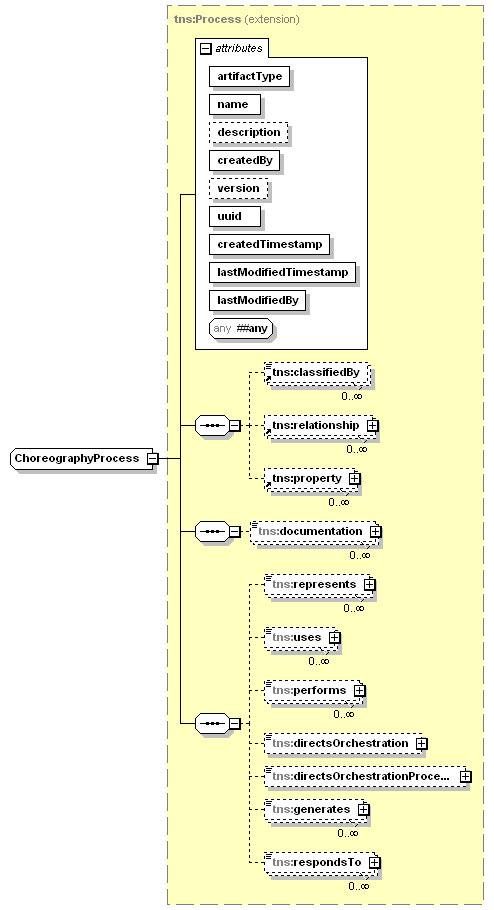 tns:Process (extension)
attributes
artifactType
name
description
createdBy
version
uuid
createdTimestamp
lastModifiedTimestamp
lastModifiedBy
any ##any
tns:classifiedBy
0..∞
tns:relationship
0..∞
tns:property
0..∞
ChoreographyProcess
tns:documentation
0..∞
tns:represents
0..∞
tns:uses
0..∞
tns:performs
0..∞
tns:directsOrchestration
tns:directsOrchestrationProce...
tns:generates
0..∞
tns:respondsTo
0..∞